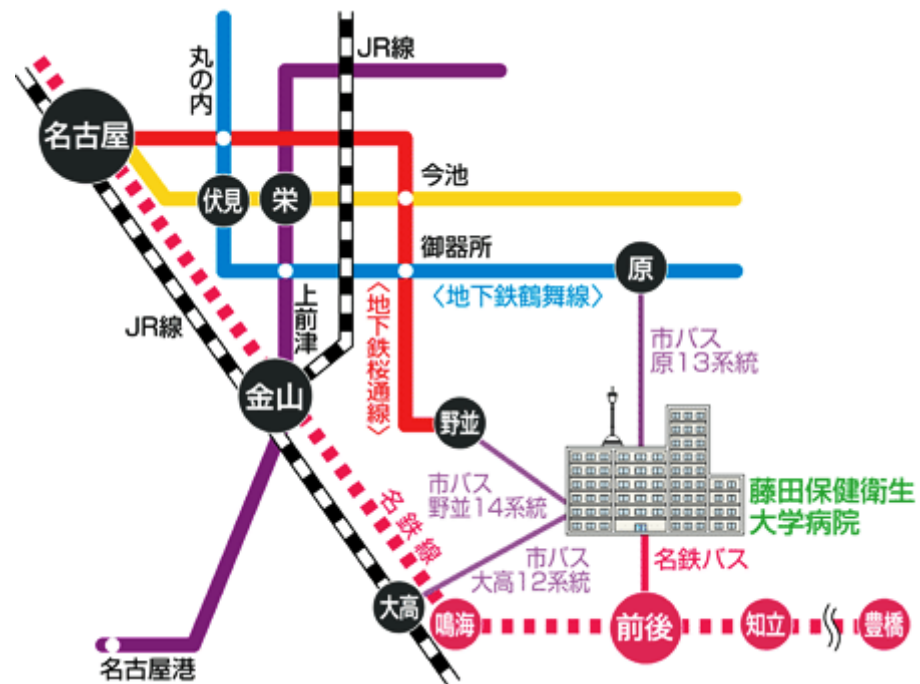 JR線
丸の内
名古屋
今池
伏見
栄
御器所
原
〈地下鉄鶴舞線〉
上前津
〈地下鉄桜通線〉
JR線
市バス
原13系統
金山
野並
市バス
野並14系統
藤田保健衛生
大学病院
名鉄線
市バス
大高12系統
名鉄バス
大高
鳴海
前後
知立
豊橋
名古屋港